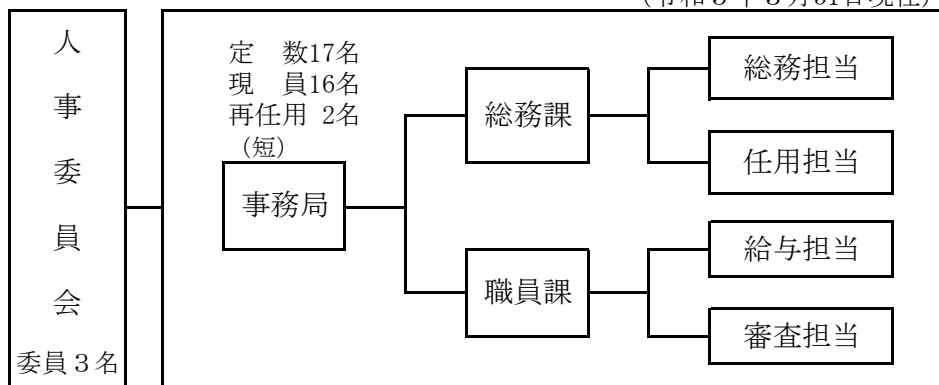 人事委員会
委員３名
定　数17名
現　員16名
再任用 2名
（短）
事務局
総務課
総務担当
任用担当
職員課
給与担当
審査担当